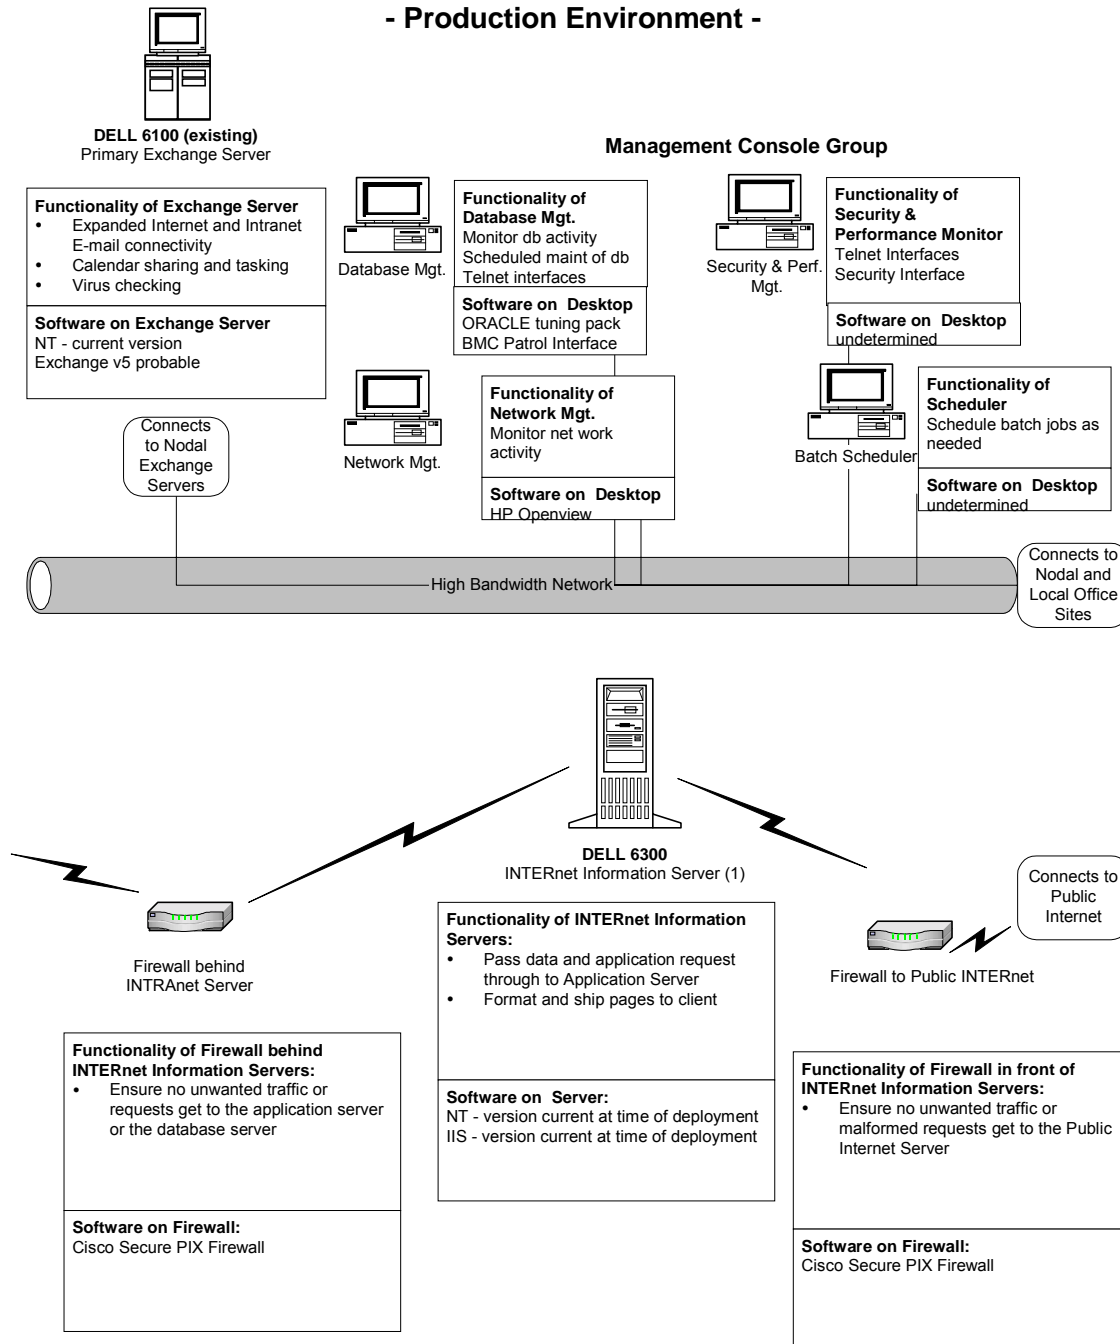 - Production Environment -
DELL 6100 (existing)
Primary Exchange Server
Functionality of Exchange Server
• Expanded Internet and Intranet
E-mail connectivity
• Calendar sharing and tasking
• Virus checking
Software on Exchange Server
NT - current version
Exchange v5 probable
Connects
to Nodal
Exchange
Servers
Management Console Group
Database Mgt.
Functionality of
Database Mgt.
Monitor db activity
Scheduled maint of db
Telnet interfaces
Software on Desktop
ORACLE tuning pack
BMC Patrol Interface
Security & Perf.
Mgt.
Functionality of
Security &
Performance Monitor
Telnet Interfaces
Security Interface
Software on Desktop
undetermined
Network Mgt.
Functionality of
Network Mgt.
Monitor net work
activity
Software on Desktop
HP Openview
Batch Scheduler
Functionality of
Scheduler
Schedule batch jobs as
needed
Software on Desktop
undetermined
High Bandwidth Network
Connects to
Nodal and
Local Office
Sites
DELL 6300
INTERnet Information Server (1)
Functionality of INTERnet Information
Servers:
• Pass data and application request
through to Application Server
• Format and ship pages to client
Software on Server:
NT - version current at time of deployment
IIS - version current at time of deployment
Firewall behind
INTRAnet Server
Functionality of Firewall behind
INTERnet Information Servers:
• Ensure no unwanted traffic or
requests get to the application server
or the database server
Software on Firewall:
Cisco Secure PIX Firewall
Connects to
Public
Internet
Firewall to Public INTERnet
Functionality of Firewall in front of
INTERnet Information Servers:
• Ensure no unwanted traffic or
malformed requests get to the Public
Internet Server
Software on Firewall:
Cisco Secure PIX Firewall